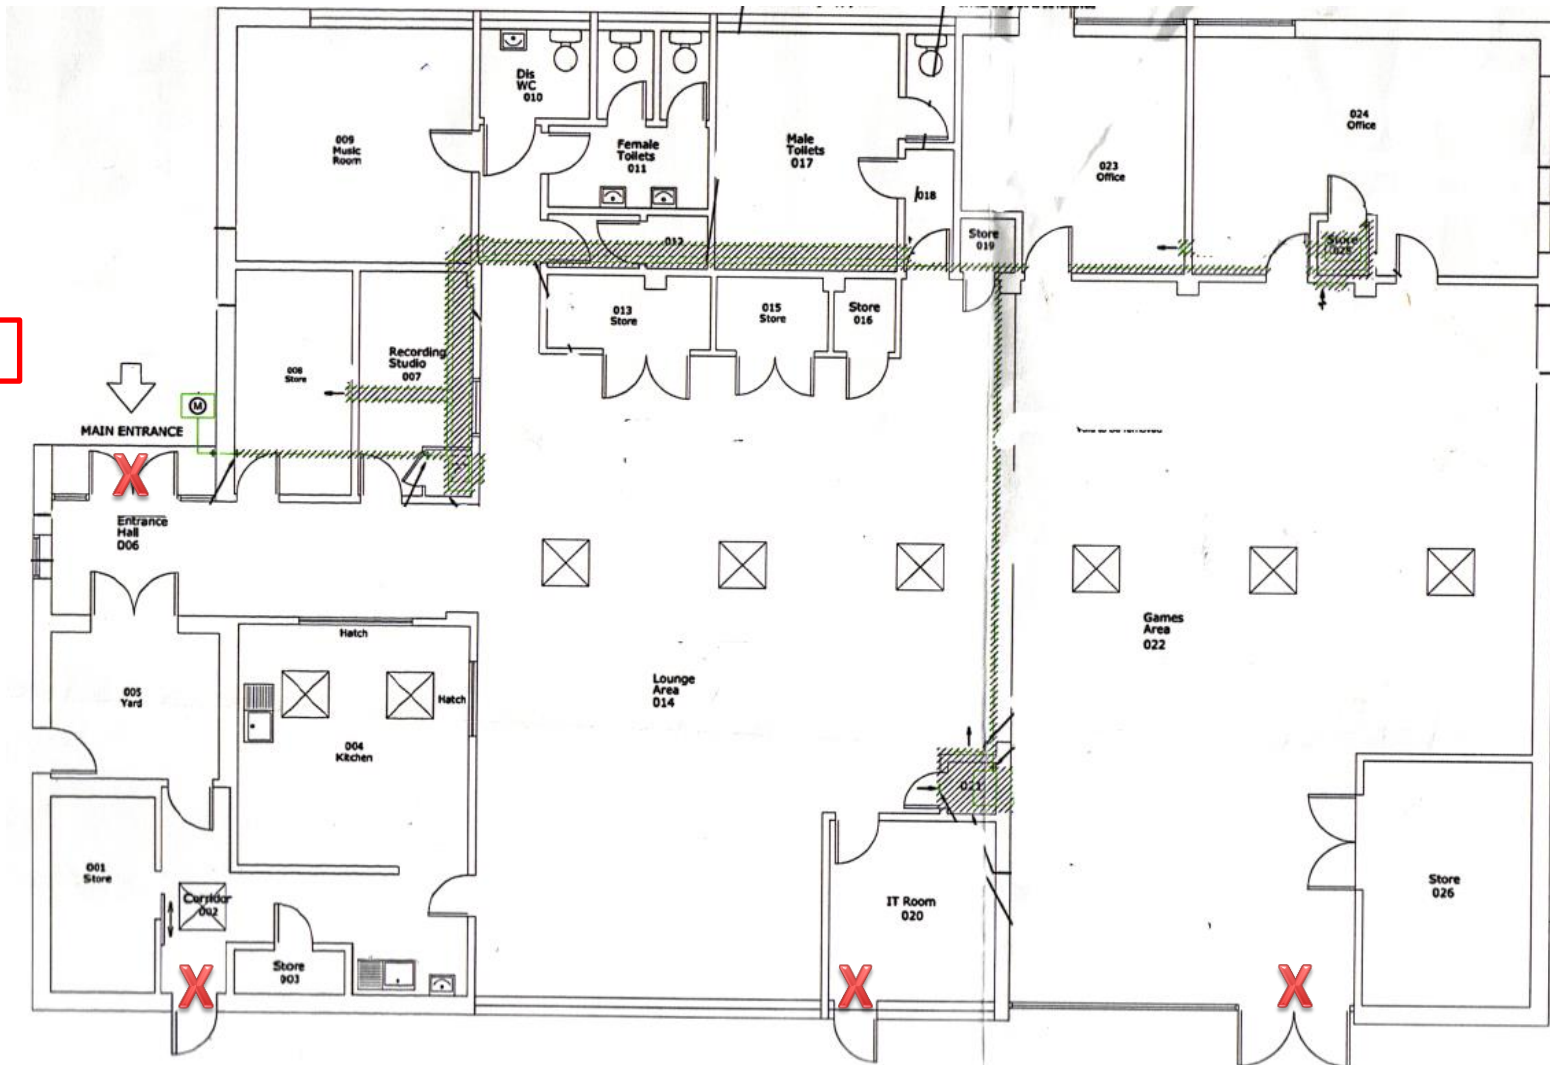 Dis
WC
010
009
Music
Room
Female
Toilets
011
Male
Toilets
017
018
023
Office
024
Office
012
Store
019
Store
025
013
Store
015
Store
Store
016
Recording
Studio
007
008
Store
M
MAIN ENTRANCE
X
Entrance
Hall
006
Hatch
005
Yard
Hatch
004
Kitchen
Lounge
Area
014
Games
Area
022
021
001
Store
Corridor
002
Store
003
IT Room
020
Store
026
X
X
X